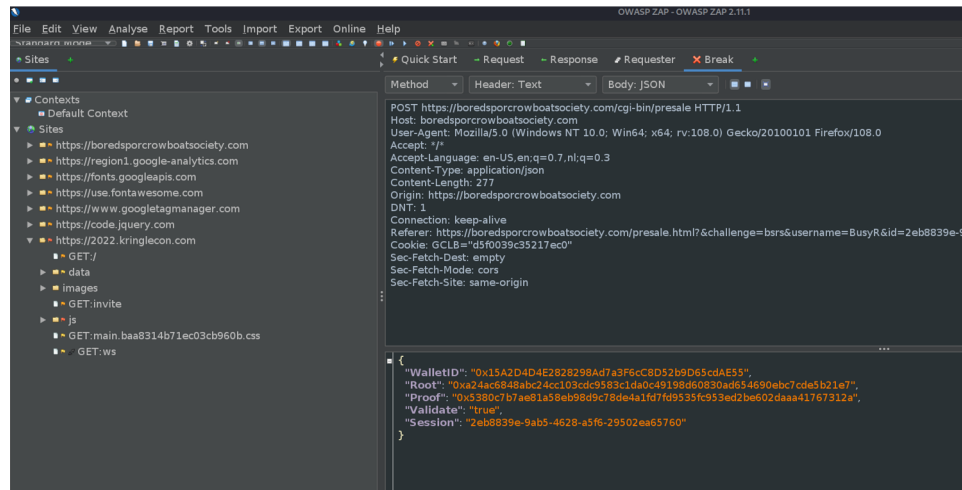 OWASP ZAP - OWASP ZAP 2.11.1
File Edit View Analyse Report Tools Import Export Online Help
Standard Mode
Sites
Quick Start Request Response Requester Break
Method Header: Text Body: JSON
Contexts
Default Context
Sites
https://boredsporcrowboatsociety.com
https://region1.google-analytics.com
https://fonts.googleapis.com
https://use.fontawesome.com
https://www.googletagmanager.com
https://code.jquery.com
https://2022.kringlecon.com
GET:/
data
images
GET:invite
js
GET:main.baa8314b71ec03cb960b.css
GET:ws
POST https://boredsporcrowboatsociety.com/cgi-bin/presale HTTP/1.1
Host: boredsporcrowboatsociety.com
User-Agent: Mozilla/5.0 (Windows NT 10.0; Win64; x64; rv:108.0) Gecko/20100101 Firefox/108.0
Accept: */*
Accept-Language: en-US,en;q=0.7,nl;q=0.3
Content-Type: application/json
Content-Length: 277
Origin: https://boredsporcrowboatsociety.com
DNT: 1
Connection: keep-alive
Referer: https://boredsporcrowboatsociety.com/presale.html?&challenge=bsrs&username=BusyR&id=2eb8839e-9
Cookie: GCLB="d5f0039c35217ec0"
Sec-Fetch-Dest: empty
Sec-Fetch-Mode: cors
Sec-Fetch-Site: same-origin
{
"WalletID": "0x15A2D4D4E2828298Ad7a3F6cC8D52b9D65cdAE55",
"Root": "0xa24ac6848abc24cc103cdc9583c1da0c49198d60830ad654690ebc7cde5b21e7",
"Proof": "0x5380c7b7ae81a58eb98d9c78de4a1fd7fd9535fc953ed2be602daaa41767312a",
"Validate": "true",
"Session": "2eb8839e-9ab5-4628-a5f6-29502ea65760"
}